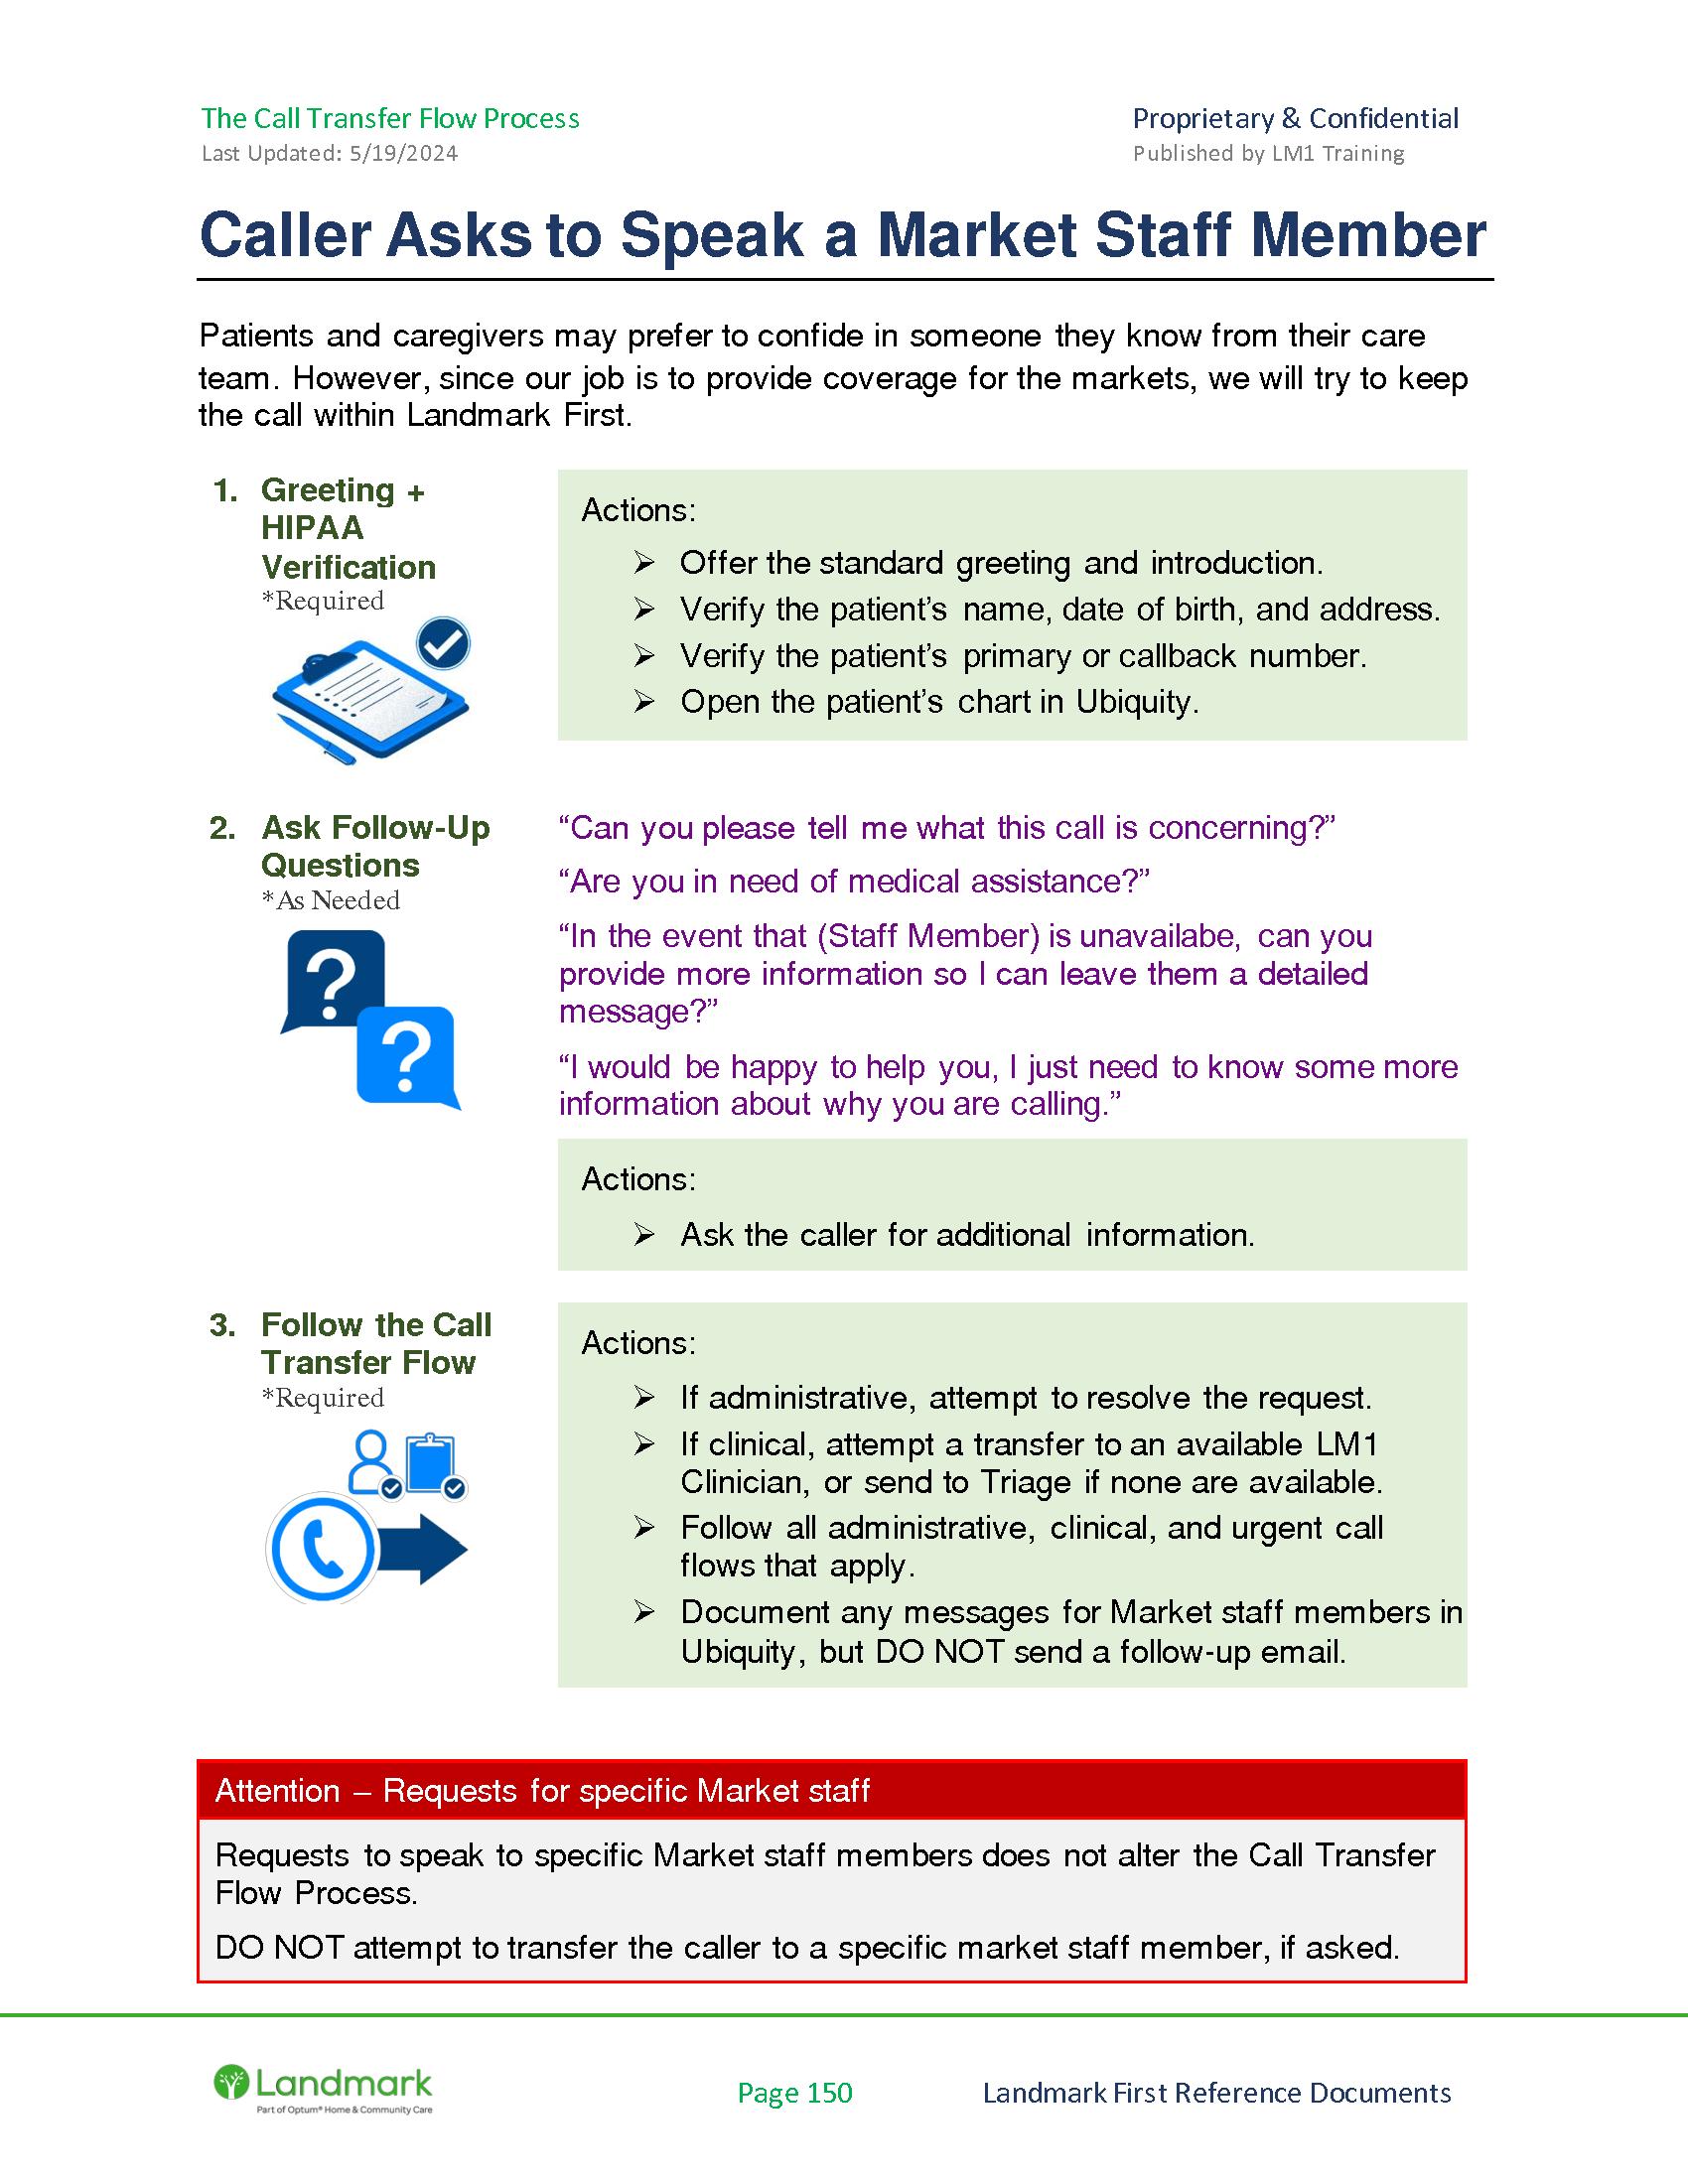 The Call Transfer Flow Process
Proprietary & Confidential
Last Updated: 5/19/2024
Published by LM1 Training
Caller Asks to Speak a Market Staff Member
Patients and caregivers may prefer to confide in someone they know from their care
team. However, since our job is to provide coverage for the markets, we will try to keep
the call within Landmark First.
1. Greeting +
HIPAA
Verification
*Required
Actions:
➢ Offer the standard greeting and introduction.
➢ Verify the patient’s name, date of birth, and address.
➢ Verify the patient’s primary or callback number.
➢ Open the patient’s chart in Ubiquity.
2. Ask Follow-Up
Questions
*As Needed
?
?
“Can you please tell me what this call is concerning?”
“Are you in need of medical assistance?”
“In the event that (Staff Member) is unavailabe, can you
provide more information so I can leave them a detailed
message?”
“I would be happy to help you, I just need to know some more
information about why you are calling.”
Actions:
➢ Ask the caller for additional information.
3. Follow the Call
Transfer Flow
*Required
Actions:
➢ If administrative, attempt to resolve the request.
➢ If clinical, attempt a transfer to an available LM1
Clinician, or send to Triage if none are available.
➢ Follow all administrative, clinical, and urgent call
flows that apply.
➢ Document any messages for Market staff members in
Ubiquity, but DO NOT send a follow-up email.
Attention – Requests for specific Market staff
Requests to speak to specific Market staff members does not alter the Call Transfer
Flow Process.
DO NOT attempt to transfer the caller to a specific market staff member, if asked.
Landmark
Part of Optum® Home & Community Care
Page 150
Landmark First Reference Documents